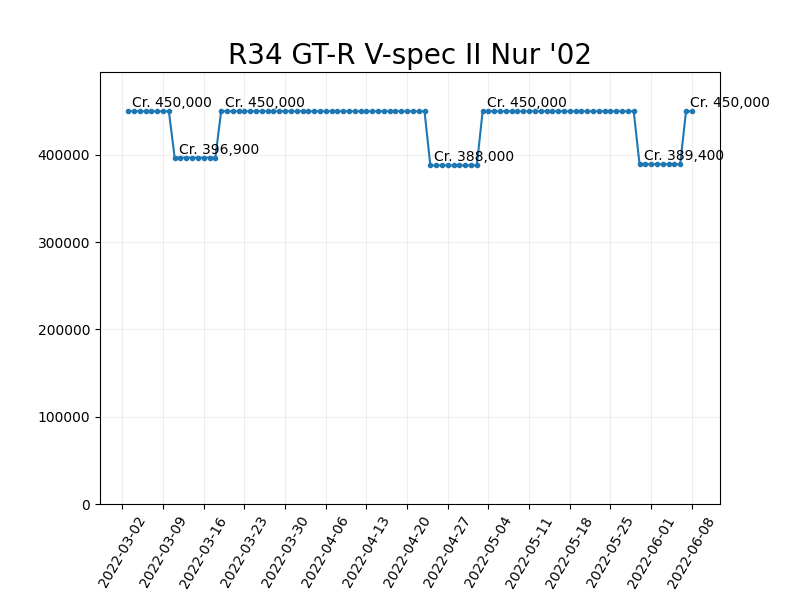 R34 GT-R V-spec II Nur '02
Cr. 450,000
Cr. 450,000
Cr. 450,000
Cr. 450,000
Cr. 396,900
Cr. 388,000
Cr. 389,400
400000
300000
200000
100000
0
2022-03-02
2022-03-09
2022-03-16
2022-03-23
2022-03-30
2022-04-06
2022-04-13
2022-04-20
2022-04-27
2022-05-04
2022-05-11
2022-05-18
2022-05-25
2022-06-01
2022-06-08